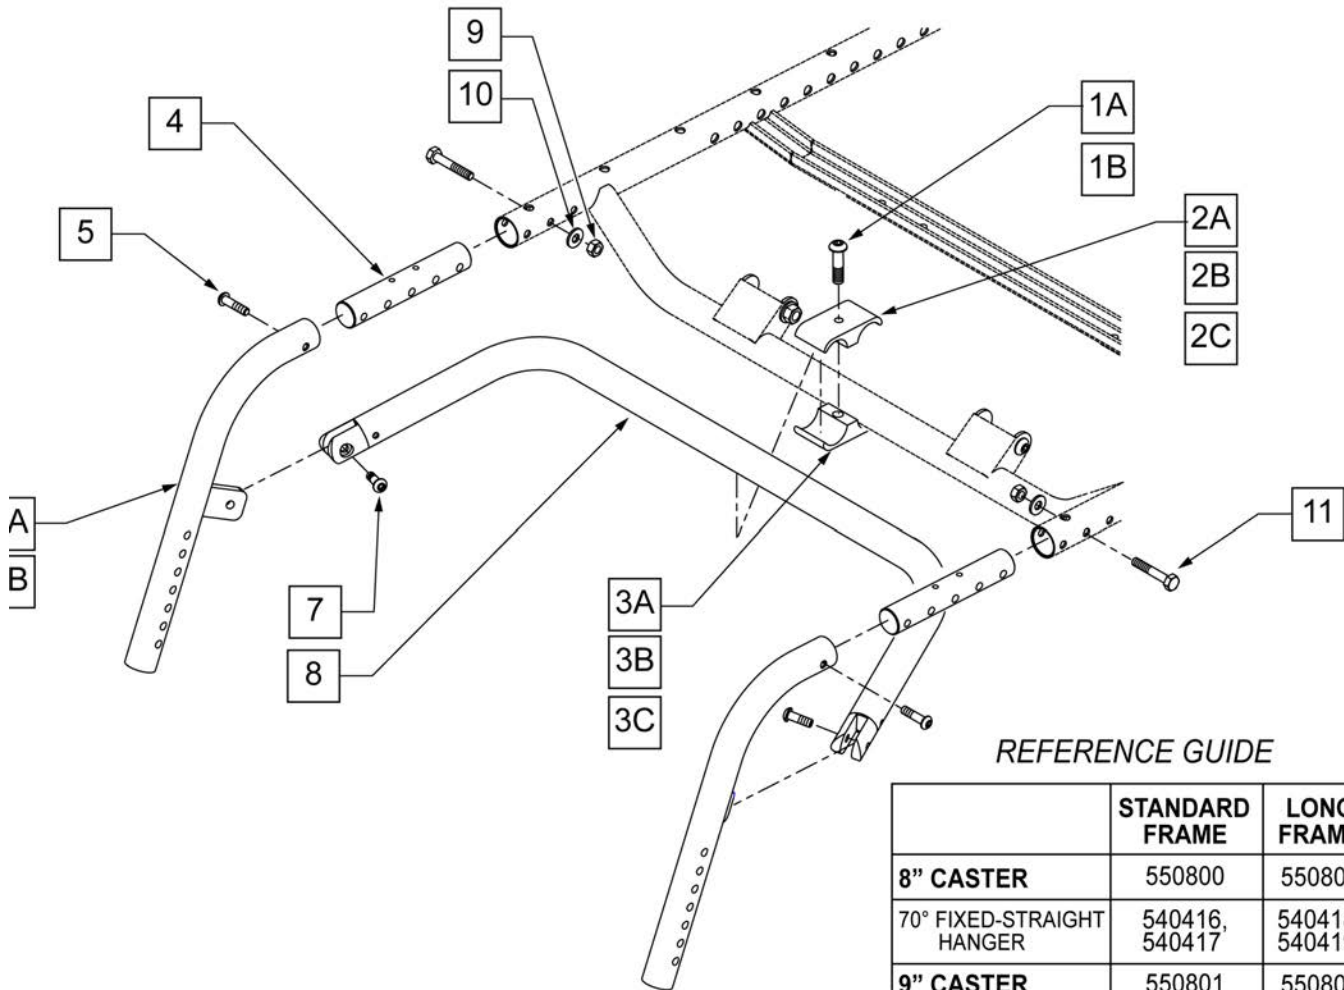 9
10
4
5
1A
1B
2A
2B
2C
A
B
7
8
3A
3B
3C
11
REFERENCE GUIDE
STANDARD FRAME
8” CASTER 550800
70° FIXED-STRAIGHT HANGER 540416, 540417
9” CASTER 550801